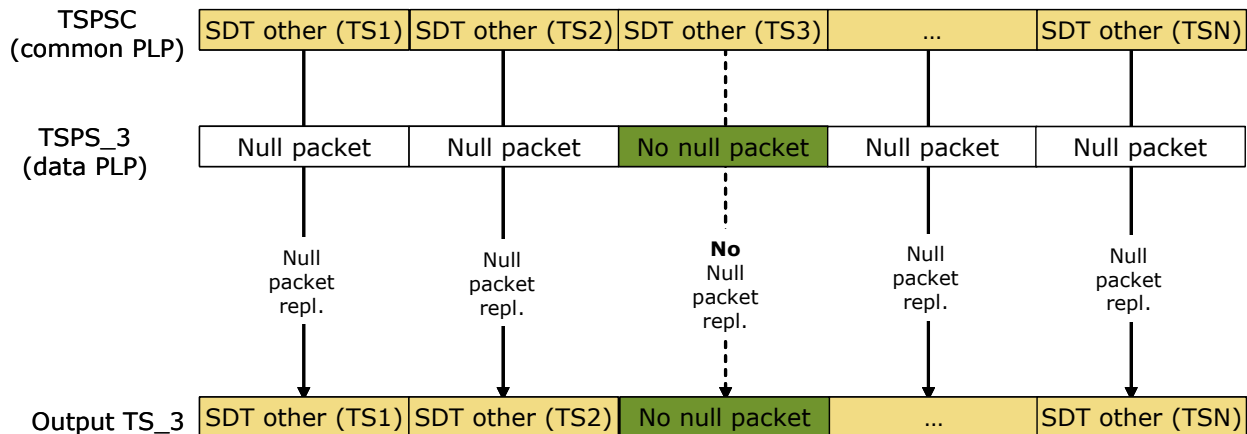 TSPSC
(common PLP)
SDT other (TS1) SDT other (TS2) SDT other (TS3) ... SDT other (TSN)
TSPS_3
(data PLP)
Null packet Null packet No null packet Null packet Null packet
Null
packet
repl.
Null
packet
repl.
No
Null
packet
repl.
Null
packet
repl.
Null
packet
repl.
Output TS_3
SDT other (TS1) SDT other (TS2) No null packet ... SDT other (TSN)